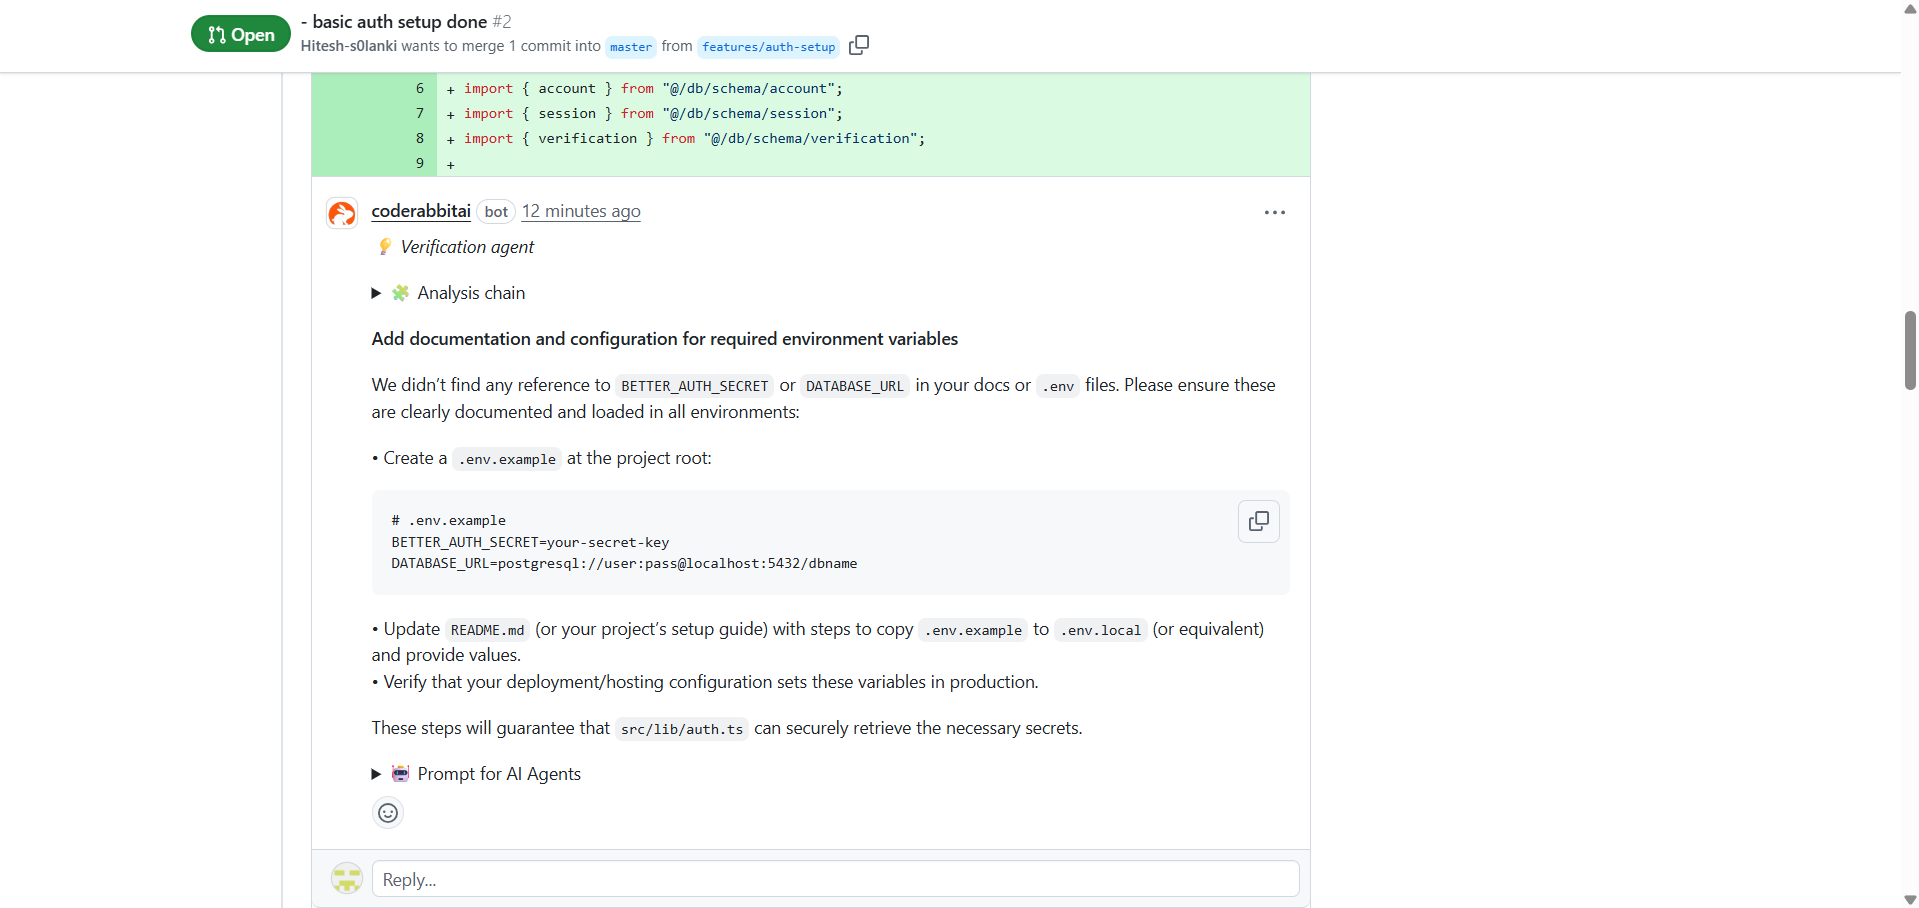 Open
- basic auth setup done #2
Hitesh-s0lanki wants to merge 1 commit into master from features/auth-setup
6 + import { account } from "@/db/schema/account";
7 + import { session } from "@/db/schema/session";
8 + import { verification } from "@/db/schema/verification";
9 +
coderabbitai bot 12 minutes ago
Verification agent
Analysis chain
Add documentation and configuration for required environment variables
We didn’t find any reference to BETTER_AUTH_SECRET or DATABASE_URL in your docs or .env files. Please ensure these
are clearly documented and loaded in all environments:
• Create a .env.example at the project root:
# .env.example
BETTER_AUTH_SECRET=your-secret-key
DATABASE_URL=postgresql://user:pass@localhost:5432/dbname
• Update README.md (or your project’s setup guide) with steps to copy .env.example to .env.local (or equivalent)
and provide values.
• Verify that your deployment/hosting configuration sets these variables in production.
These steps will guarantee that src/lib/auth.ts can securely retrieve the necessary secrets.
Prompt for AI Agents
Reply...